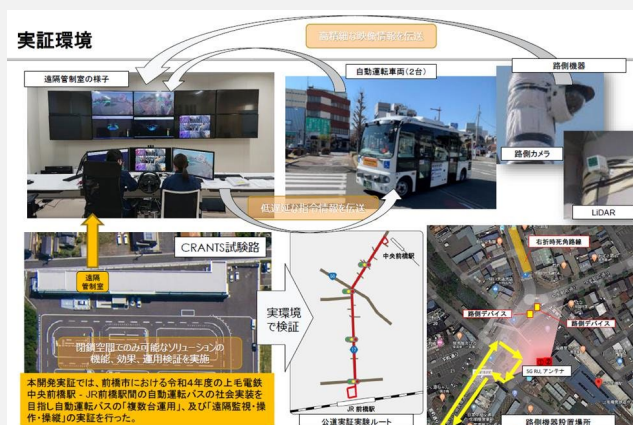 実証環境
高精細な映像情報を伝送
遠隔管制室の様子
自動運転車両(2台)
路側機器
路側カメラ
LiDAR
低遅延な指令情報を伝送
CRANTS試験路
遠隔
管制室
閉鎖空間でのみ可能なソリューションの
機能、効果、運用検証を実施
実環境
で検証
中央前橋駅
JR 前橋駅
公道実証実験ルート
右折時死角路線
路側デバイス
路側デバイス
5G RLL アンテナ
路側機器設置場所
本開発実証では、前橋市における令和4年度の上毛電鉄
中央前橋駅 - JR前橋駅間の自動運転バスの社会実装を
目指し自動運転バスの「複数台運用」、及び「遠隔監視・操
作・操縦」の実証を行った。